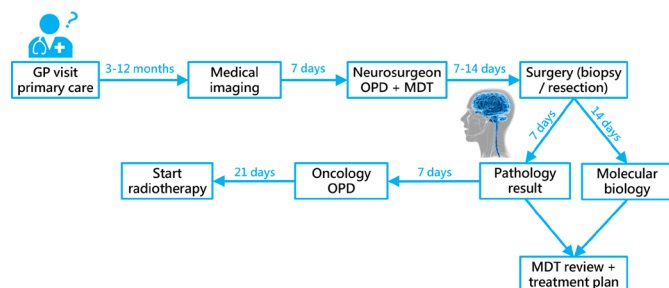 ?
GP visit
primary care
3-12 months
Medical
imaging
7 days
Neurosurgeon
OPD + MDT
7-14 days
Surgery (biopsy
/ resection)
7 days
14 days
Start
radiotherapy
21 days
Oncology
OPD
7 days
Pathology
result
Molecular
biology
MDT review +
treatment plan